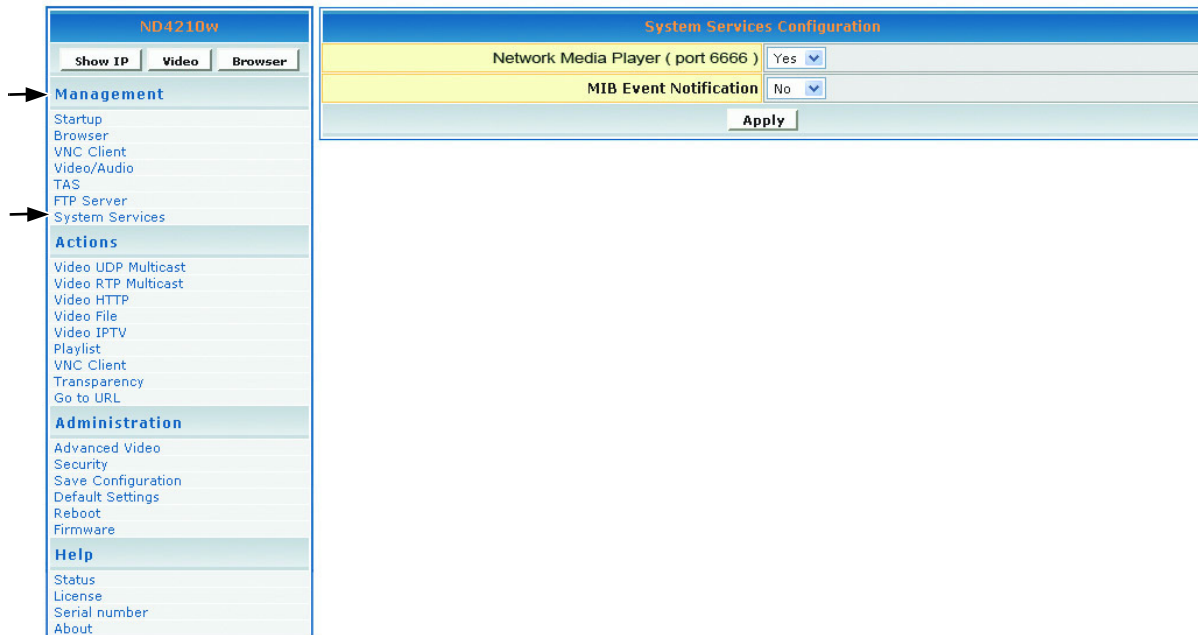 ND4210w
Show IP Video Browser
Management
Startup
Browser
VNC Client
Video/Audio
TAS
FTP Server
System Services
Actions
Video UDP Multicast
Video RTP Multicast
Video HTTP
Video File
Video IPTV
Playlist
VNC Client
Transparency
Go to URL
Administration
Advanced Video
Security
Save Configuration
Default Settings
Reboot
Firmware
Help
Status
License
Serial number
About
System Services Configuration
Network Media Player ( port 6666 ) Yes
MIB Event Notification No
Apply